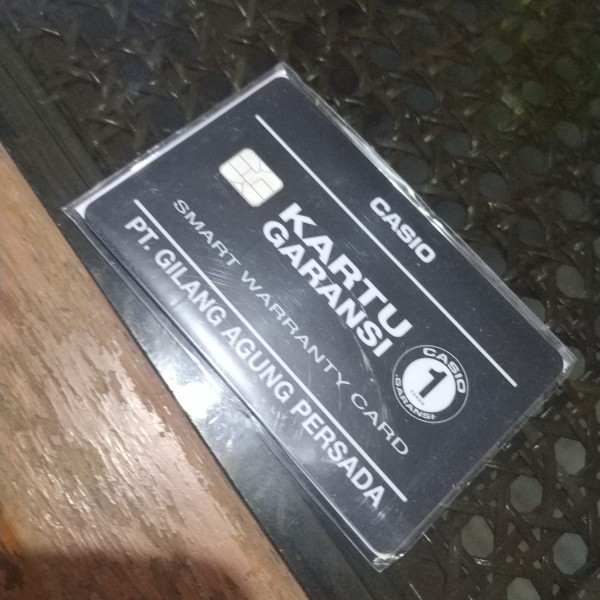 CASIO
KARTU
GARANSI
CASIO
1
GARANSI
SMART WARRANTY CARD
PT. GILANG AGUNG PERSADA